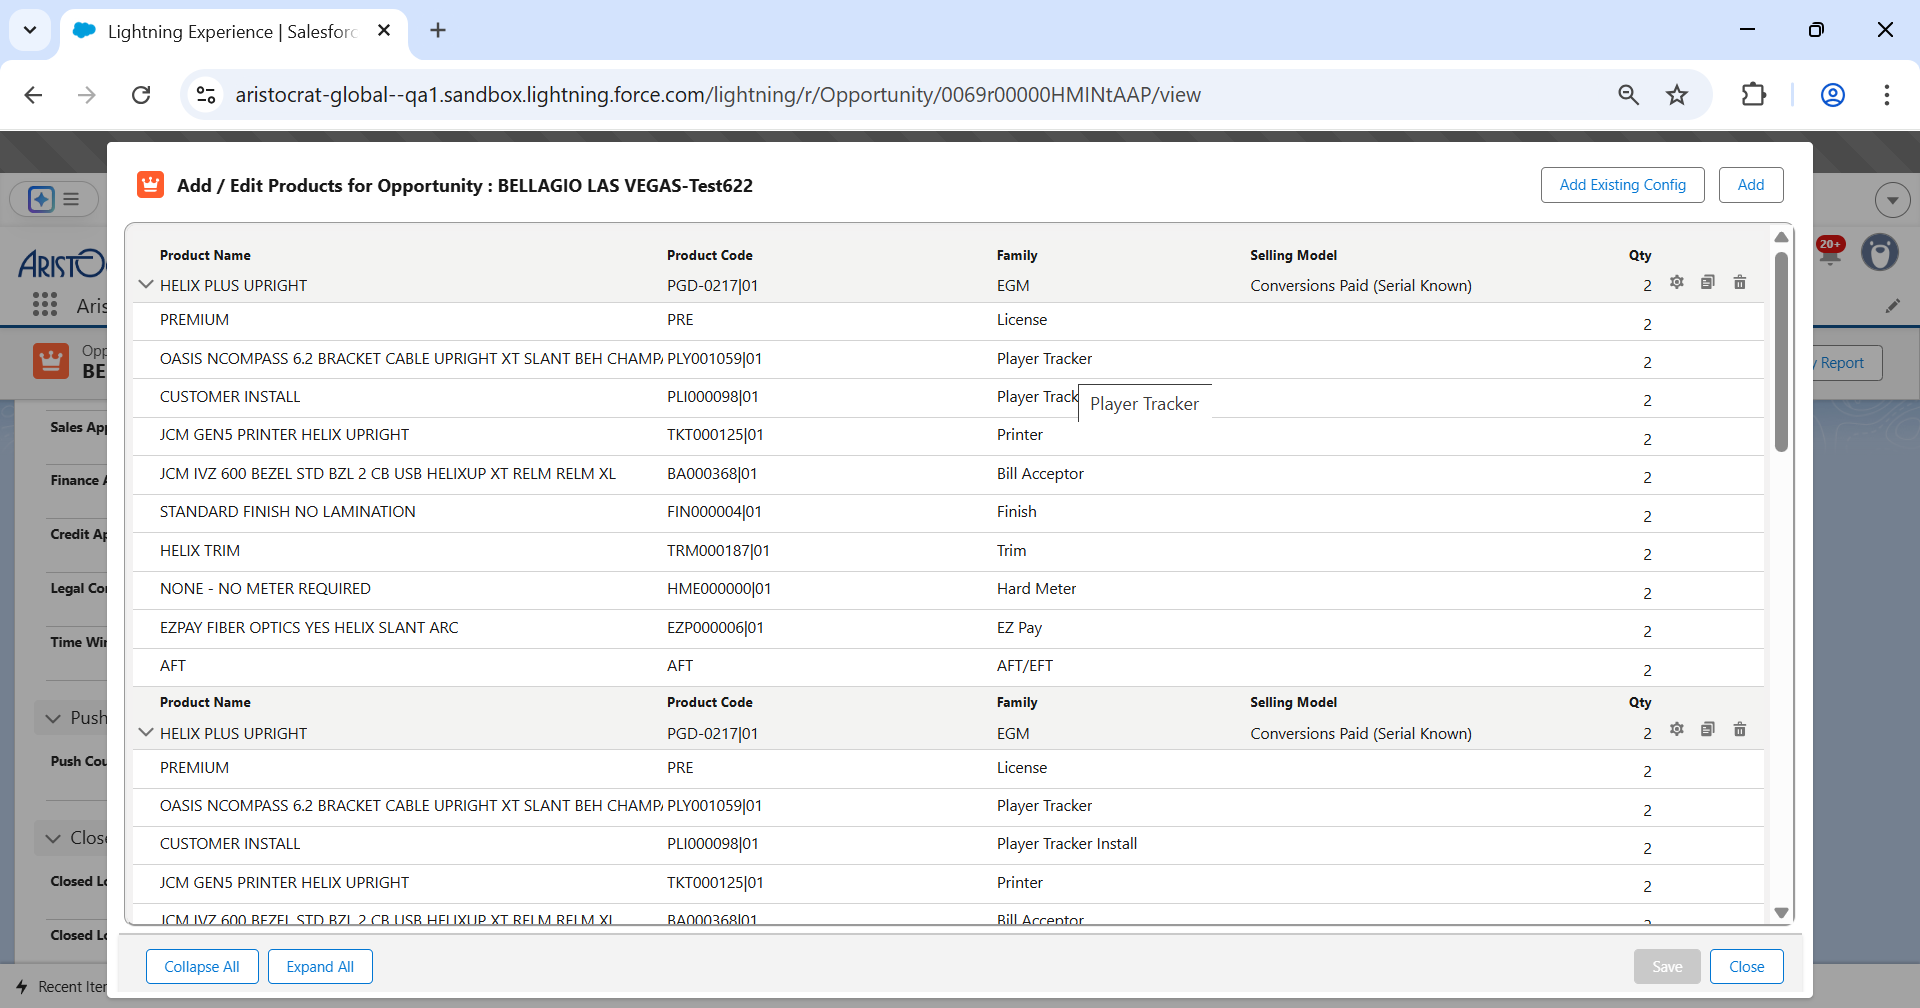 Lightning Experience | Salesforc
aristocrat-global--qa1.sandbox.lightning.force.com/lightning/r/Opportunity/0069r00000HMINtAAP/view
Add / Edit Products for Opportunity : BELLAGIO LAS VEGAS-Test622
Add Existing Config
Add
20+
ARISTO
Aris
Opp
BE
y Report
Sales App
Finance A
Credit Ap
Legal Con
Time Win
Push
Push Cou
Close
Closed Lo
Closed Lo
Recent Iter
Product Name Product Code Family Selling Model Qty
HELIX PLUS UPRIGHT PGD-0217|01 EGM Conversions Paid (Serial Known) 2
PREMIUM PRE License 2
OASIS NCOMPASS 6.2 BRACKET CABLE UPRIGHT XT SLANT BEH CHAMPA PLY001059|01 Player Tracker 2
CUSTOMER INSTALL PLI000098|01 Player Track 2
Player Tracker
JCM GEN5 PRINTER HELIX UPRIGHT TKT000125|01 Printer 2
JCM IVZ 600 BEZEL STD BZL 2 CB USB HELIXUP XT RELM RELM XL BA000368|01 Bill Acceptor 2
STANDARD FINISH NO LAMINATION FIN000004|01 Finish 2
HELIX TRIM TRM000187|01 Trim 2
NONE - NO METER REQUIRED HME000000|01 Hard Meter 2
EZPAY FIBER OPTICS YES HELIX SLANT ARC EZP000006|01 EZ Pay 2
AFT AFT AFT/EFT 2
Product Name Product Code Family Selling Model Qty
HELIX PLUS UPRIGHT PGD-0217|01 EGM Conversions Paid (Serial Known) 2
PREMIUM PRE License 2
OASIS NCOMPASS 6.2 BRACKET CABLE UPRIGHT XT SLANT BEH CHAMPA PLY001059|01 Player Tracker 2
CUSTOMER INSTALL PLI000098|01 Player Tracker Install 2
JCM GEN5 PRINTER HELIX UPRIGHT TKT000125|01 Printer 2
JCM IVZ 600 BEZEL STD BZL 2 CB USB HELIXUP XT RELM RELM XL BA000368|01 Bill Acceptor 2
Collapse All
Expand All
Save
Close